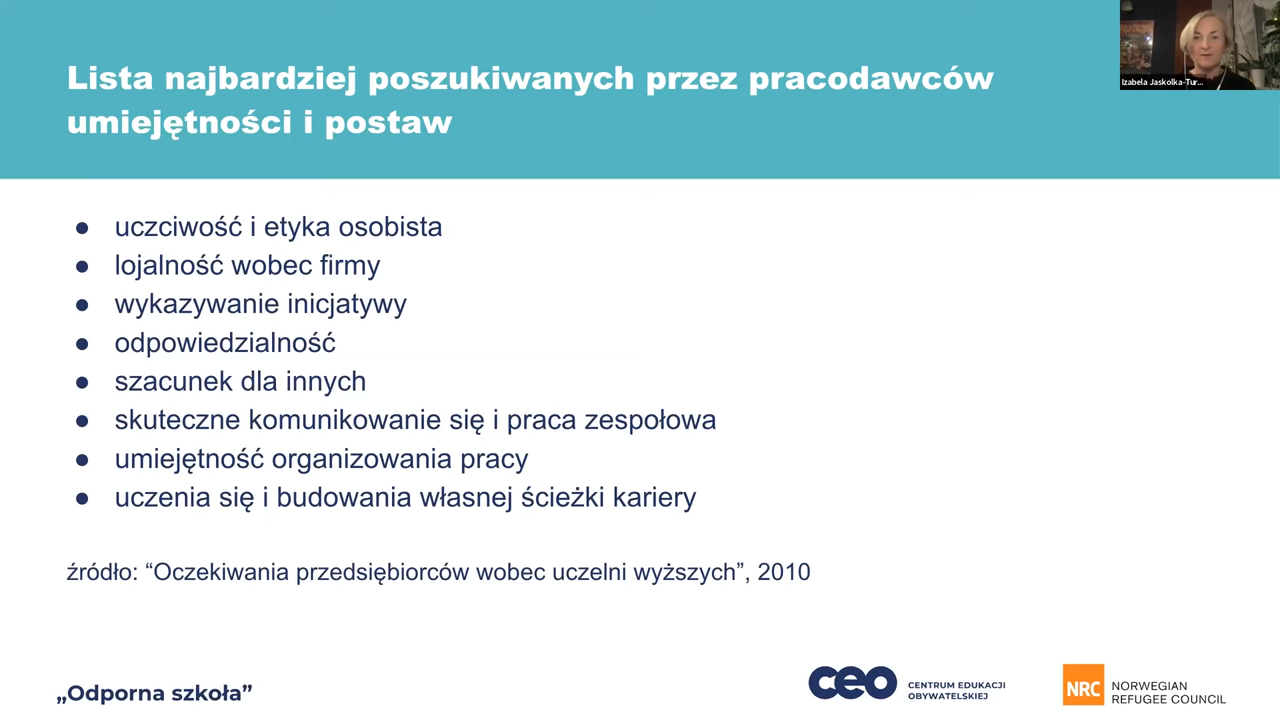 Lista najbardziej poszukiwanych przez pracodawców
umiejętności i postaw
Izabela Jaskolka-Tur...
● uczciwość i etyka osobista
● lojalność wobec firmy
● wykazywanie inicjatywy
● odpowiedzialność
● szacunek dla innych
● skuteczne komunikowanie się i praca zespołowa
● umiejętność organizowania pracy
● uczenia się i budowania własnej ścieżki kariery
źródło: “Oczekiwania przedsiębiorców wobec uczelni wyższych”, 2010
„Odporna szkoła”
ceo
CENTRUM EDUKACJI
OBYWATELSKIEJ
NRC
NORWEGIAN
REFUGEE COUNCIL